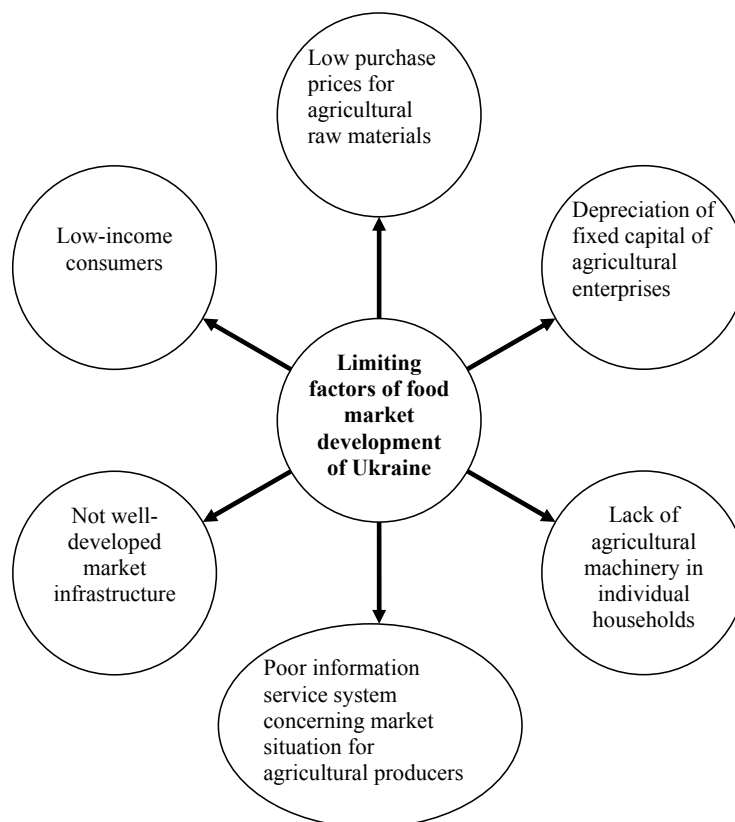 Low purchase
prices for
agricultural
raw materials
Low-income
consumers
Depreciation of
fixed capital of
agricultural
enterprises
Limiting
factors of food
market
development
of Ukraine
Not well-
developed
market
infrastructure
Lack of
agricultural
machinery in
individual
households
Poor information
service system
concerning market
situation for
agricultural producers